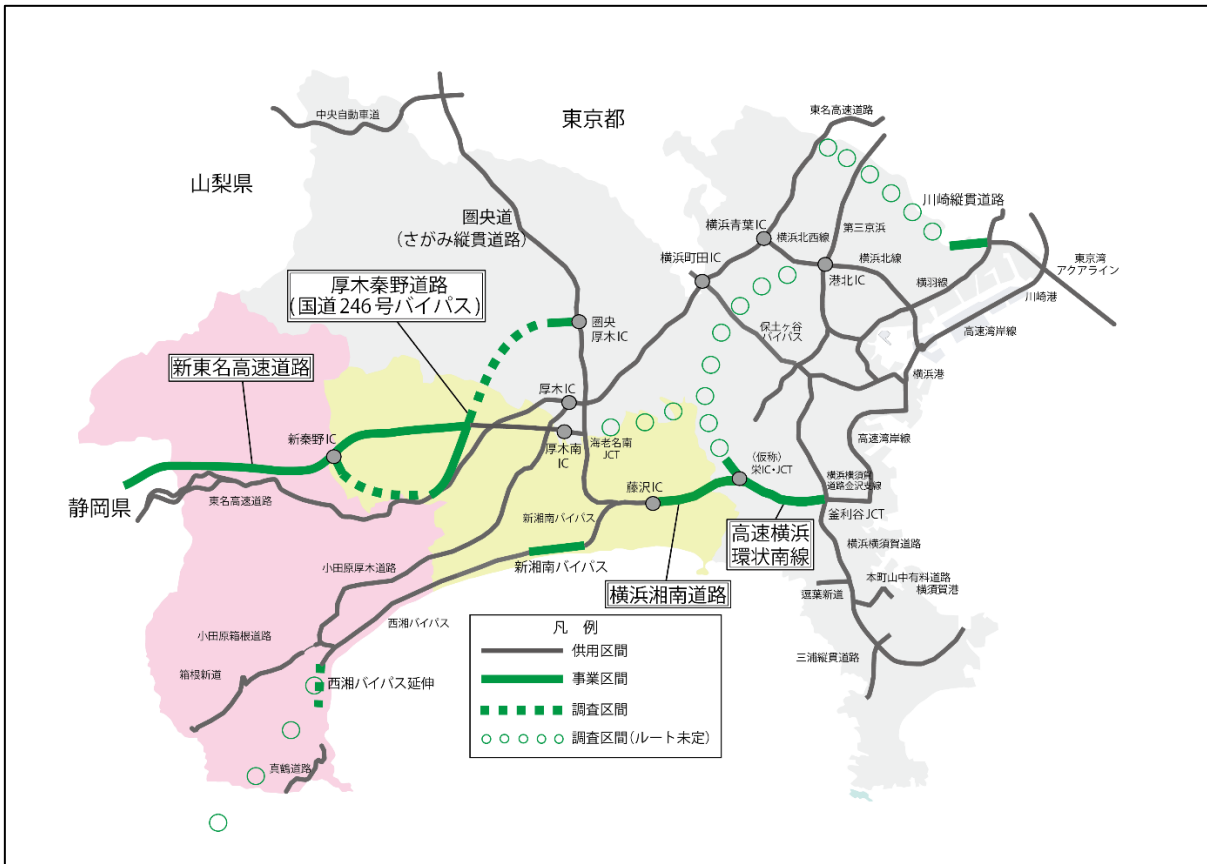 中央自動車道
東京都
東名高速道路
山梨県
川崎縦貫道路
圏央道
(さがみ縦貫道路)
横浜青葉IC
第三京浜
横浜北西線
横浜町田IC
横浜北線
港北IC
横羽線
東京湾
アクアライン
川崎港
厚木秦野道路
(国道246号バイパス)
圏央
厚木IC
保土ヶ谷
バイパス
高速湾岸線
新東名高速道路
横浜港
厚木IC
新秦野IC
厚木南
IC
海老名南
JCT
高速湾岸線
(仮称)
栄IC・JCT
横浜横須賀
道路金沢支線
静岡県
東名高速道路
藤沢IC
釜利谷JCT
新湘南バイパス
高速横浜
環状南線
横浜横須賀道路
新湘南バイパス
小田原厚木道路
横浜湘南道路
本町山中有料道路
横須賀港
逗葉新道
西湘バイパス
小田原箱根道路
箱根新道
三浦縦貫道路
西湘バイパス延伸
真鶴道路
凡 例
供用区間
事業区間
調査区間
調査区間(ルート未定)